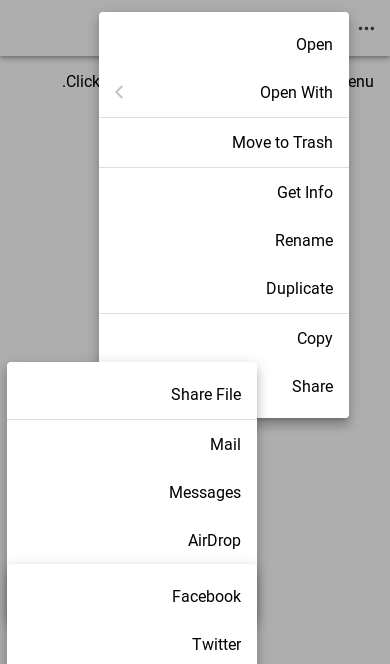 .Click
enu
Open
Open With
Move to Trash
Get Info
Rename
Duplicate
Copy
Share
Share File
Mail
Messages
AirDrop
Facebook
Twitter